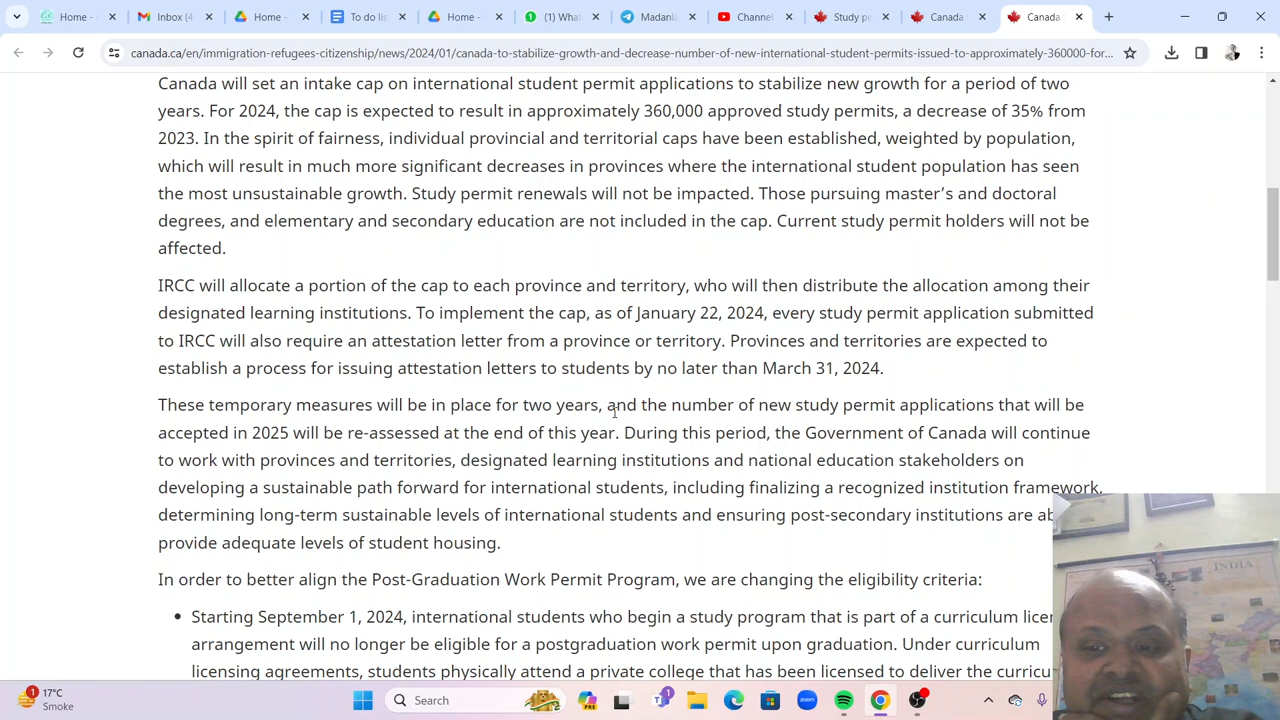 Home -
Inbox (4
Home -
To do lis
Home -
(1) What
Madanla
Channel
Study pe
Canada t
Canada t
canada.ca/en/immigration-refugees-citizenship/news/2024/01/canada-to-stabilize-growth-and-decrease-number-of-new-international-student-permits-issued-to-approximately-360000-for...
Canada will set an intake cap on international student permit applications to stabilize new growth for a period of two
years. For 2024, the cap is expected to result in approximately 360,000 approved study permits, a decrease of 35% from
2023. In the spirit of fairness, individual provincial and territorial caps have been established, weighted by population,
which will result in much more significant decreases in provinces where the international student population has seen
the most unsustainable growth. Study permit renewals will not be impacted. Those pursuing master’s and doctoral
degrees, and elementary and secondary education are not included in the cap. Current study permit holders will not be
affected.
IRCC will allocate a portion of the cap to each province and territory, who will then distribute the allocation among their
designated learning institutions. To implement the cap, as of January 22, 2024, every study permit application submitted
to IRCC will also require an attestation letter from a province or territory. Provinces and territories are expected to
establish a process for issuing attestation letters to students by no later than March 31, 2024.
These temporary measures will be in place for two years, and the number of new study permit applications that will be
accepted in 2025 will be re-assessed at the end of this year. During this period, the Government of Canada will continue
to work with provinces and territories, designated learning institutions and national education stakeholders on
developing a sustainable path forward for international students, including finalizing a recognized institution framework,
determining long-term sustainable levels of international students and ensuring post-secondary institutions are ab
provide adequate levels of student housing.
In order to better align the Post-Graduation Work Permit Program, we are changing the eligibility criteria:
• Starting September 1, 2024, international students who begin a study program that is part of a curriculum licen
arrangement will no longer be eligible for a postgraduation work permit upon graduation. Under curriculum
licensing agreements, students physically attend a private college that has been licensed to deliver the curricu
INDIA
1
17°C
Smoke
Search
PRE
1
zoom